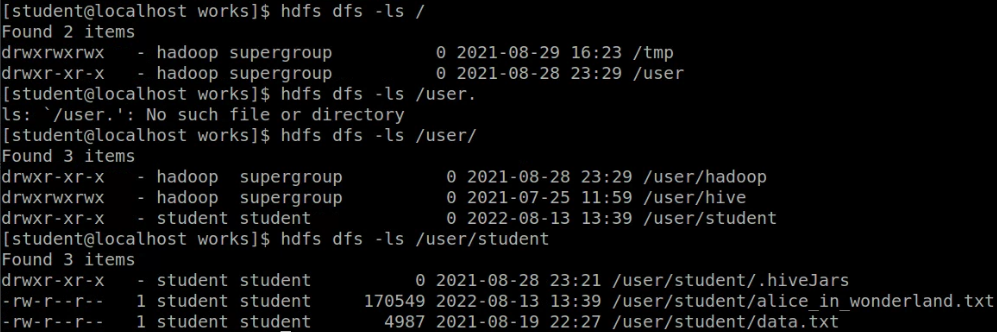 [student@localhost works]$ hdfs dfs -ls /
Found 2 items
drwxrwxrwx   - hadoop supergroup          0 2021-08-29 16:23 /tmp
drwxr-xr-x   - hadoop supergroup          0 2021-08-28 23:29 /user
[student@localhost works]$ hdfs dfs -ls /user.
ls: `/user.': No such file or directory
[student@localhost works]$ hdfs dfs -ls /user/
Found 3 items
drwxr-xr-x   - hadoop  supergroup          0 2021-08-28 23:29 /user/hadoop
drwxrwxrwx   - hadoop  supergroup          0 2021-07-25 11:59 /user/hive
drwxr-xr-x   - student student             0 2022-08-13 13:39 /user/student
[student@localhost works]$ hdfs dfs -ls /user/student
Found 3 items
drwxr-xr-x   - student student          0 2021-08-28 23:21 /user/student/.hiveJars
-rw-r--r--   1 student student     170549 2022-08-13 13:39 /user/student/alice_in_wonderland.txt
-rw-r--r--   1 student student       4987 2021-08-19 22:27 /user/student/data.txt